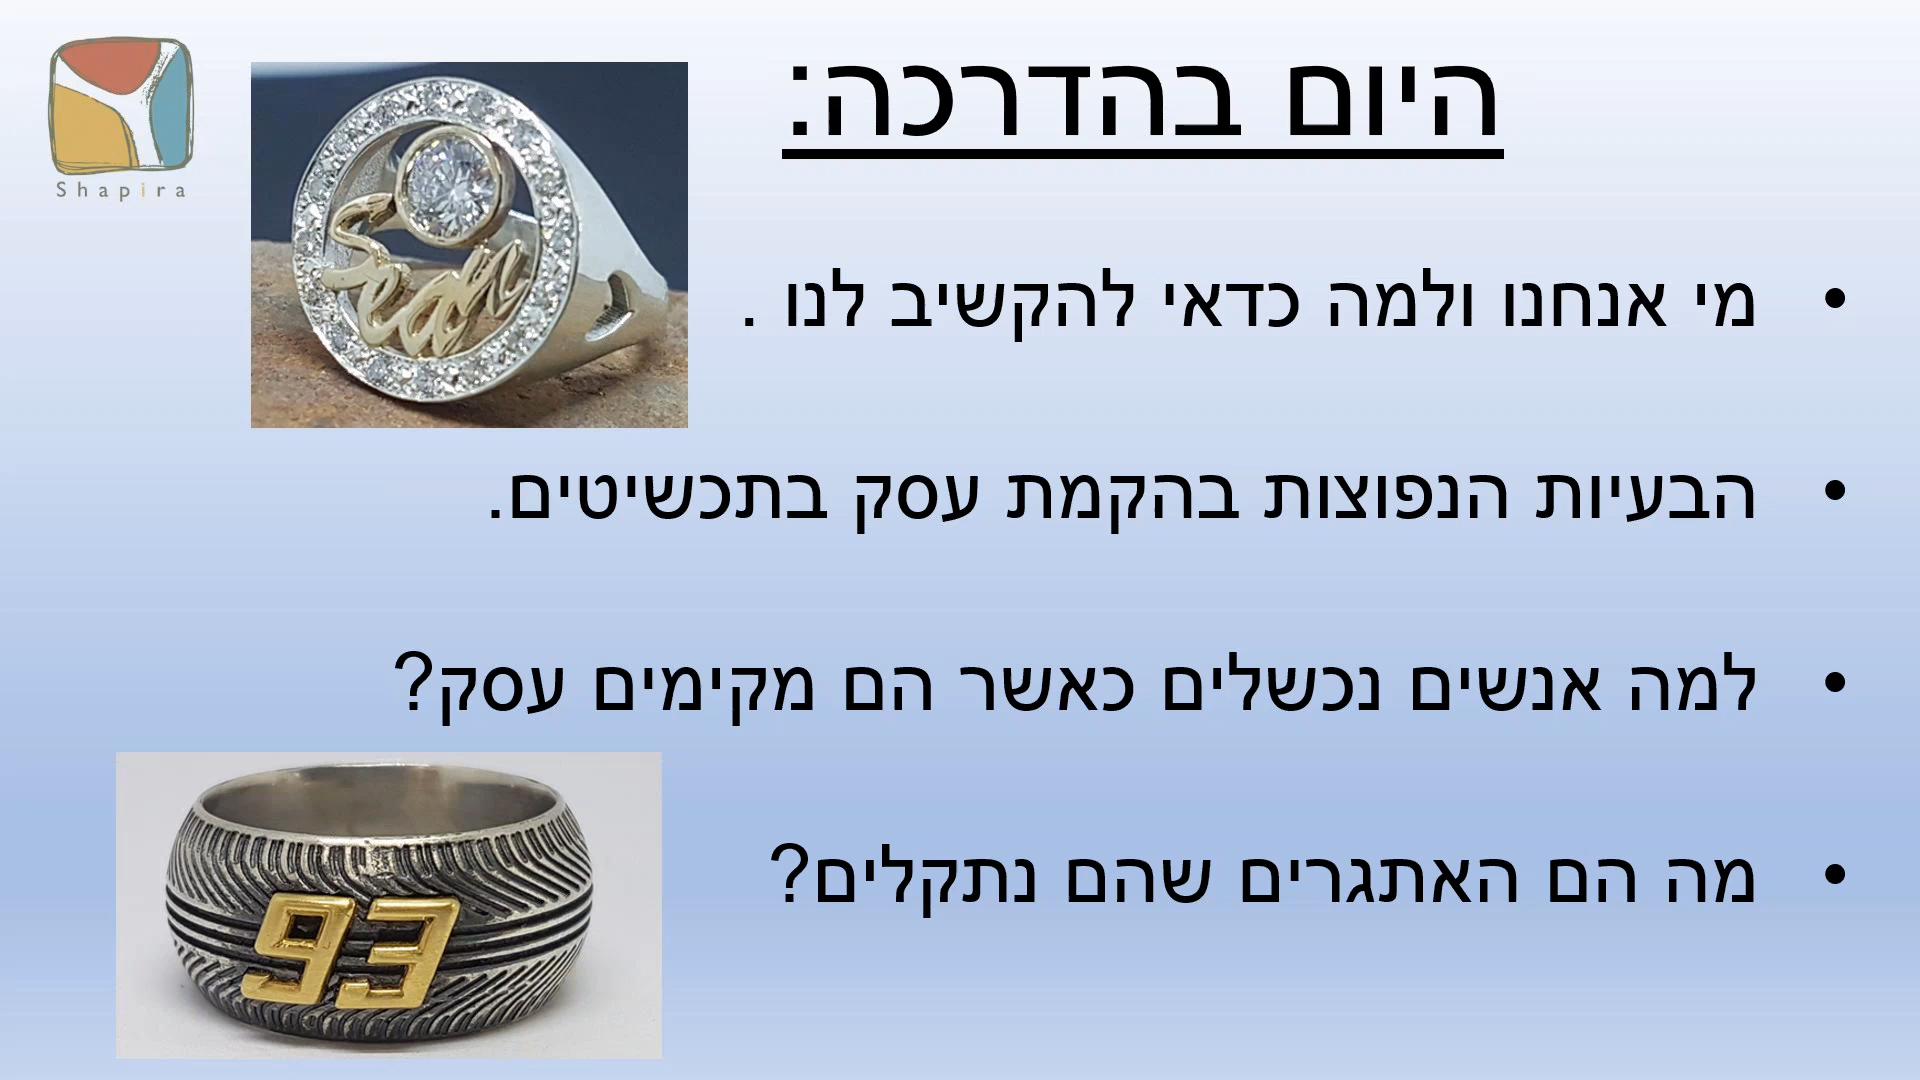 Shapira
היום בהדרכה:
Sean
• מי אנחנו ולמה כדאי להקשיב לנו .
• הבעיות הנפוצות בהקמת עסק בתכשיטים.
• למה אנשים נכשלים כאשר הם מקימים עסק?
• מה הם האתגרים שהם נתקלים?
93